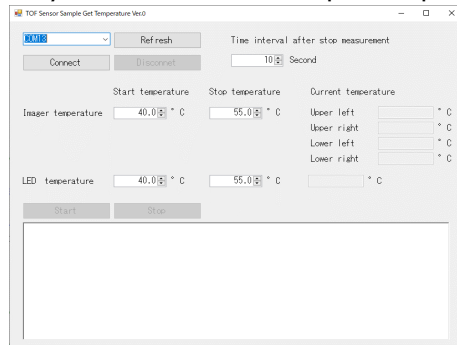 TOF Sensor Sample Get Temperature Ver.0
COM18 Refresh Time interval after stop measurement
Connect Disconnet 10 Second
Start temperature Stop temperature Current temperature
Imager temperature 40.0 ° C 55.0 ° C Upper left ° C
Upper right ° C
Lower left ° C
Lower right ° C
LED temperature 40.0 ° C 55.0 ° C ° C
Start Stop